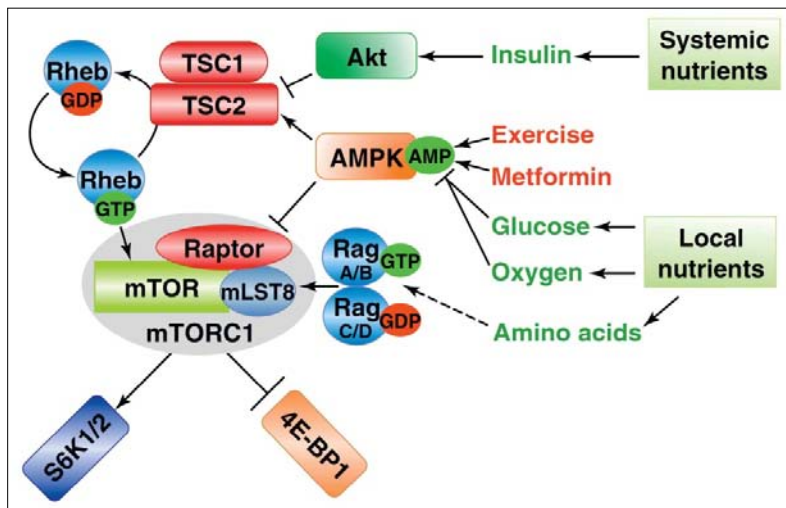 TSC1
TSC2
Akt
Insulin
Systemic
nutrients
Rheb
GDP
Rheb
GTP
AMPK
AMP
Exercise
Metformin
Glucose
Oxygen
Amino acids
Local
nutrients
Raptor
mTOR
mLST8
mTORC1
Rag
A/B
GTP
Rag
C/D
GDP
S6K1/2
4E-BP1